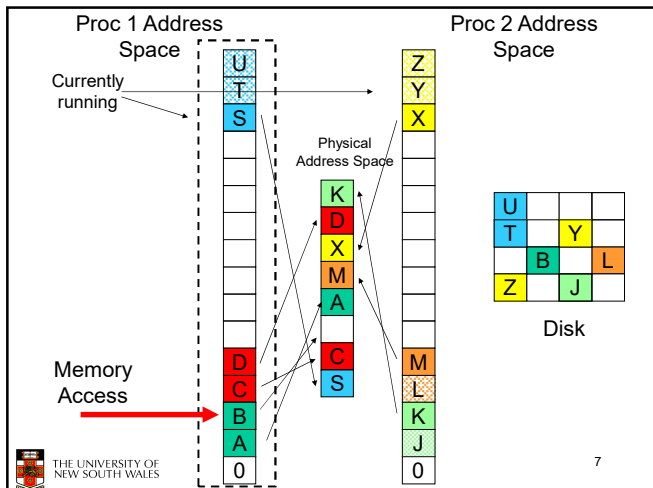 Proc 1 Address
Space
Proc 2 Address
Space
Currently
running
U
T
S
D
C
B
A
0
Memory
Access
Physical
Address Space
K
D
X
M
A
C
S
Z
Y
X
M
L
K
J
0
U
T Y
B L
Z J
Disk
THE UNIVERSITY OF
NEW SOUTH WALES
7